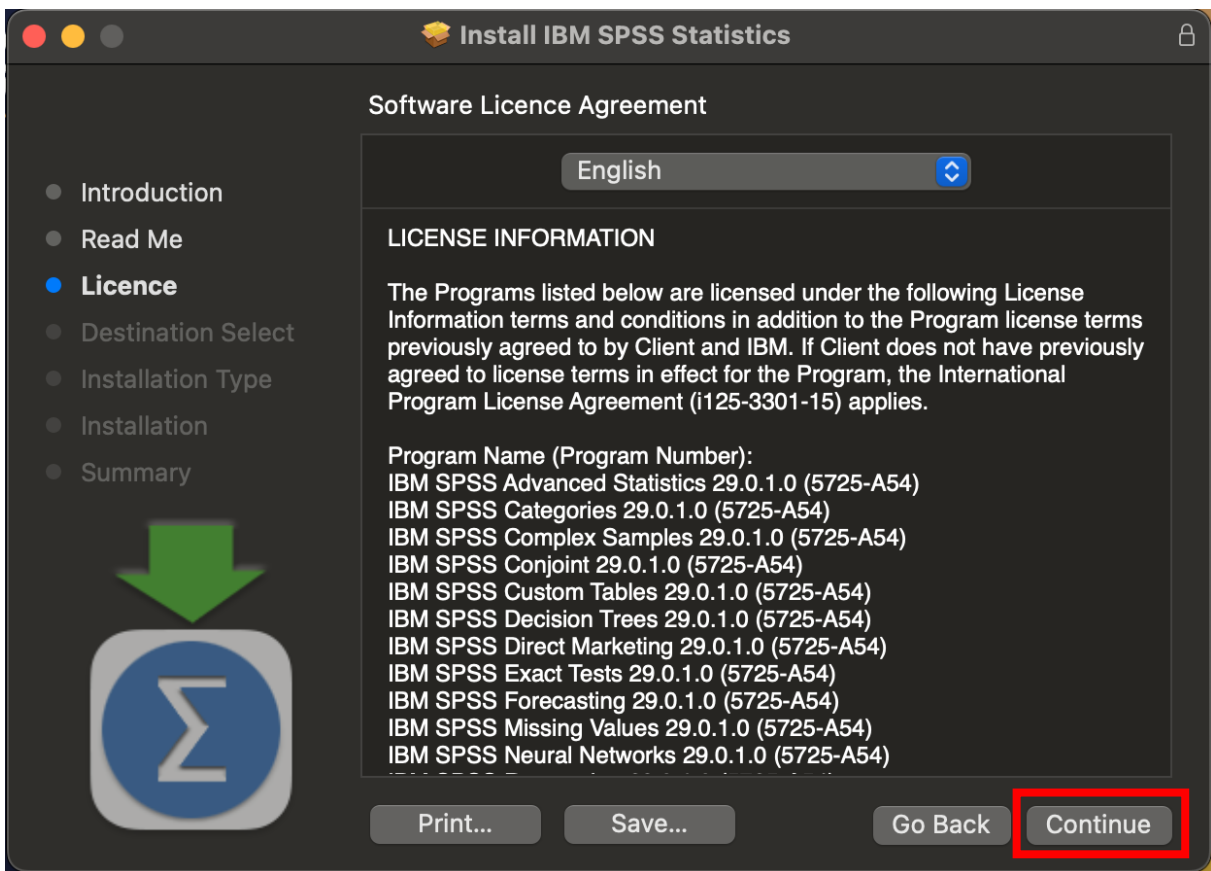 Install IBM SPSS Statistics
Software Licence Agreement
Introduction
Read Me
Licence
Destination Select
Installation Type
Installation
Summary
English
LICENSE INFORMATION
The Programs listed below are licensed under the following License
Information terms and conditions in addition to the Program license terms
previously agreed to by Client and IBM. If Client does not have previously
agreed to license terms in effect for the Program, the International
Program License Agreement (i125-3301-15) applies.
Program Name (Program Number):
IBM SPSS Advanced Statistics 29.0.1.0 (5725-A54)
IBM SPSS Categories 29.0.1.0 (5725-A54)
IBM SPSS Complex Samples 29.0.1.0 (5725-A54)
IBM SPSS Conjoint 29.0.1.0 (5725-A54)
IBM SPSS Custom Tables 29.0.1.0 (5725-A54)
IBM SPSS Decision Trees 29.0.1.0 (5725-A54)
IBM SPSS Direct Marketing 29.0.1.0 (5725-A54)
IBM SPSS Exact Tests 29.0.1.0 (5725-A54)
IBM SPSS Forecasting 29.0.1.0 (5725-A54)
IBM SPSS Missing Values 29.0.1.0 (5725-A54)
IBM SPSS Neural Networks 29.0.1.0 (5725-A54)
Σ
Print...
Save...
Go Back
Continue